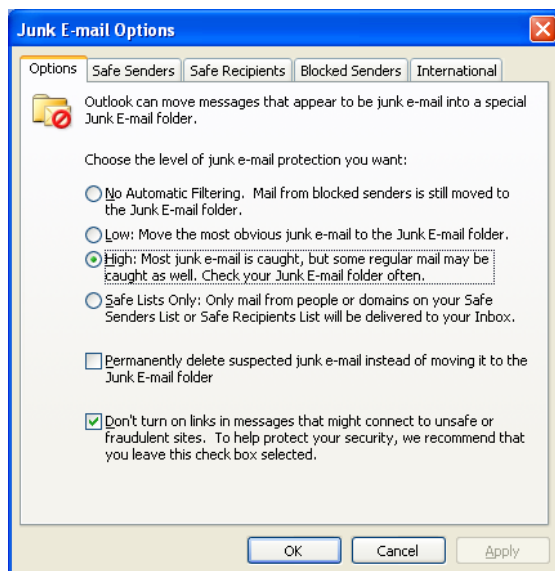 Junk E-mail Options
Options Safe Senders Safe Recipients Blocked Senders International
Outlook can move messages that appear to be junk e-mail into a special
Junk E-mail folder.
Choose the level of junk e-mail protection you want:
No Automatic Filtering. Mail from blocked senders is still moved to
the Junk E-mail folder.
Low: Move the most obvious junk e-mail to the Junk E-mail folder.
High: Most junk e-mail is caught, but some regular mail may be
caught as well. Check your Junk E-mail folder often.
Safe Lists Only: Only mail from people or domains on your Safe
Senders List or Safe Recipients List will be delivered to your Inbox.
Permanently delete suspected junk e-mail instead of moving it to the
Junk E-mail folder
Don't turn on links in messages that might connect to unsafe or
fraudulent sites. To help protect your security, we recommend that
you leave this check box selected.
OK Cancel Apply